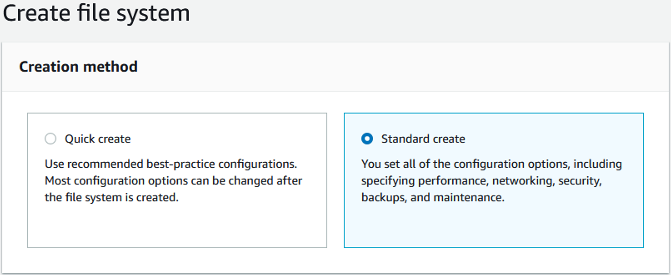 Create file system
Creation method
Quick create
Use recommended best-practice configurations.
Most configuration options can be changed after
the file system is created.
Standard create
You set all of the configuration options, including
specifying performance, networking, security,
backups, and maintenance.